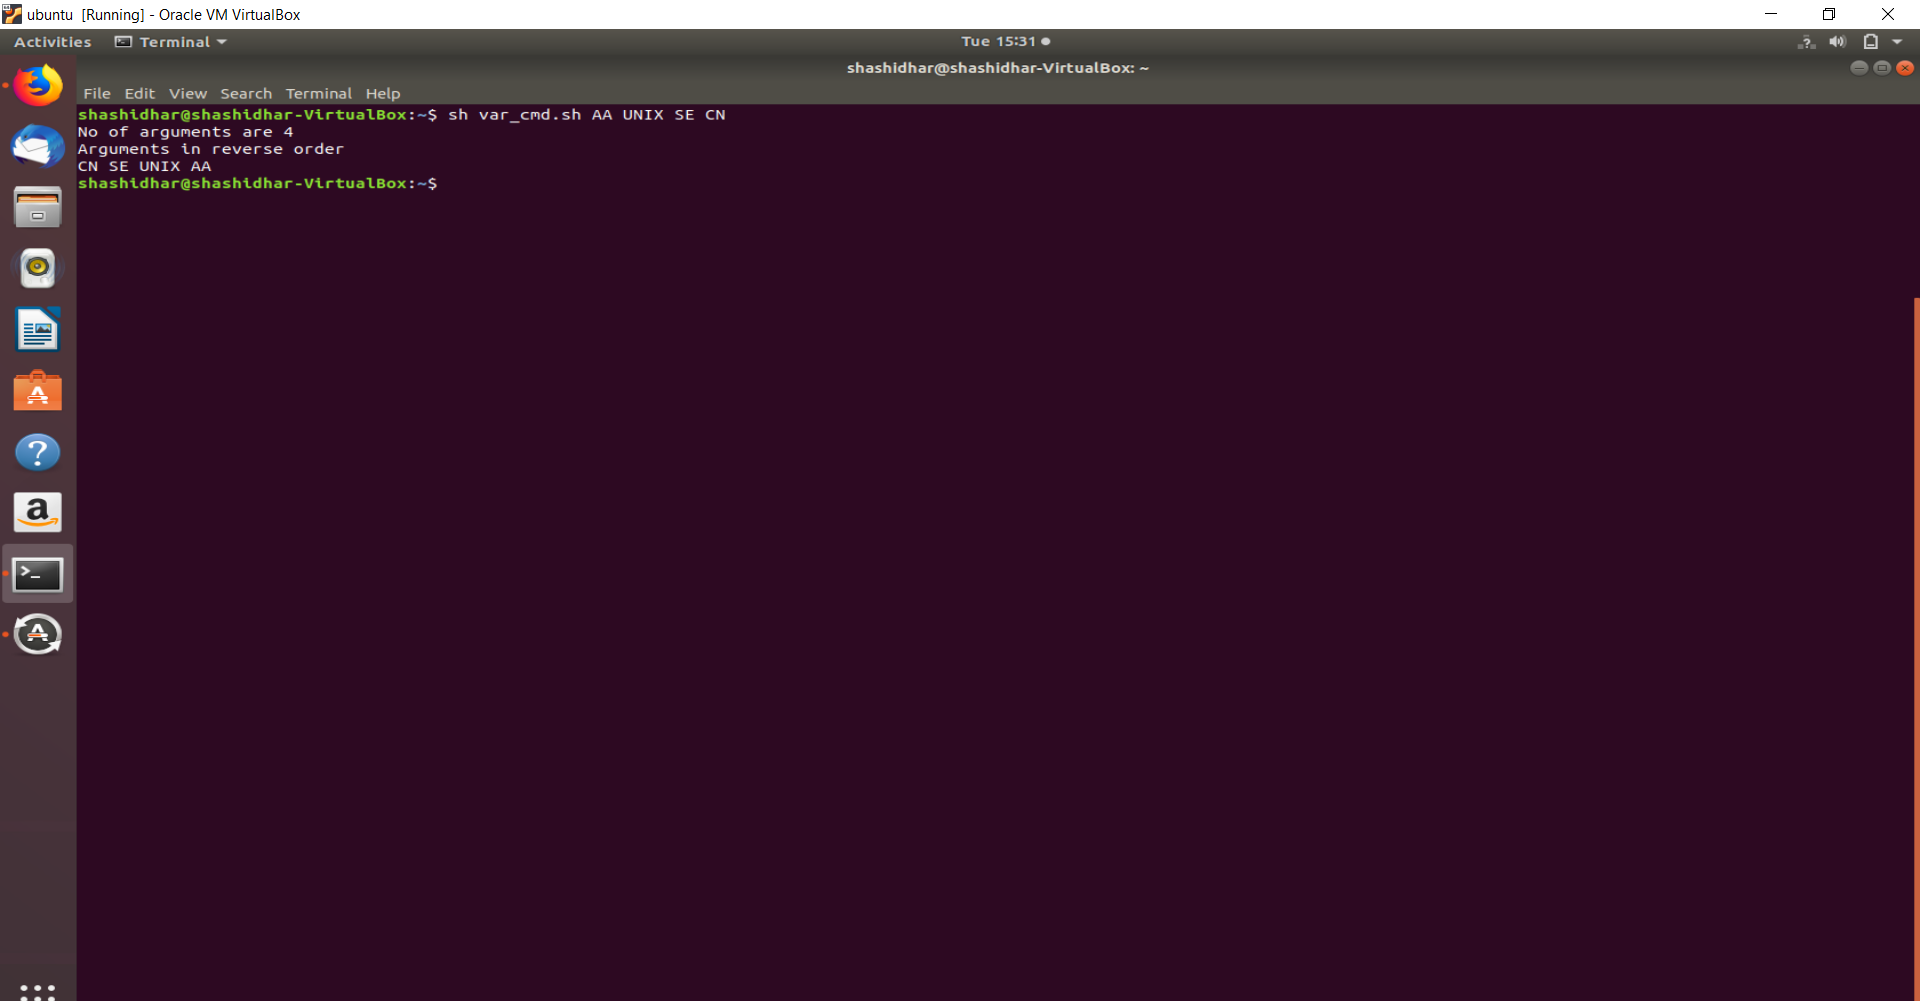 ubuntu [Running] - Oracle VM VirtualBox
Activities Terminal Tue 15:31
shashidhar@shashidhar-VirtualBox: ~
File Edit View Search Terminal Help
shashidhar@shashidhar-VirtualBox:~$ sh var_cmd.sh AA UNIX SE CN
No of arguments are 4
Arguments in reverse order
CN SE UNIX AA
shashidhar@shashidhar-VirtualBox:~$